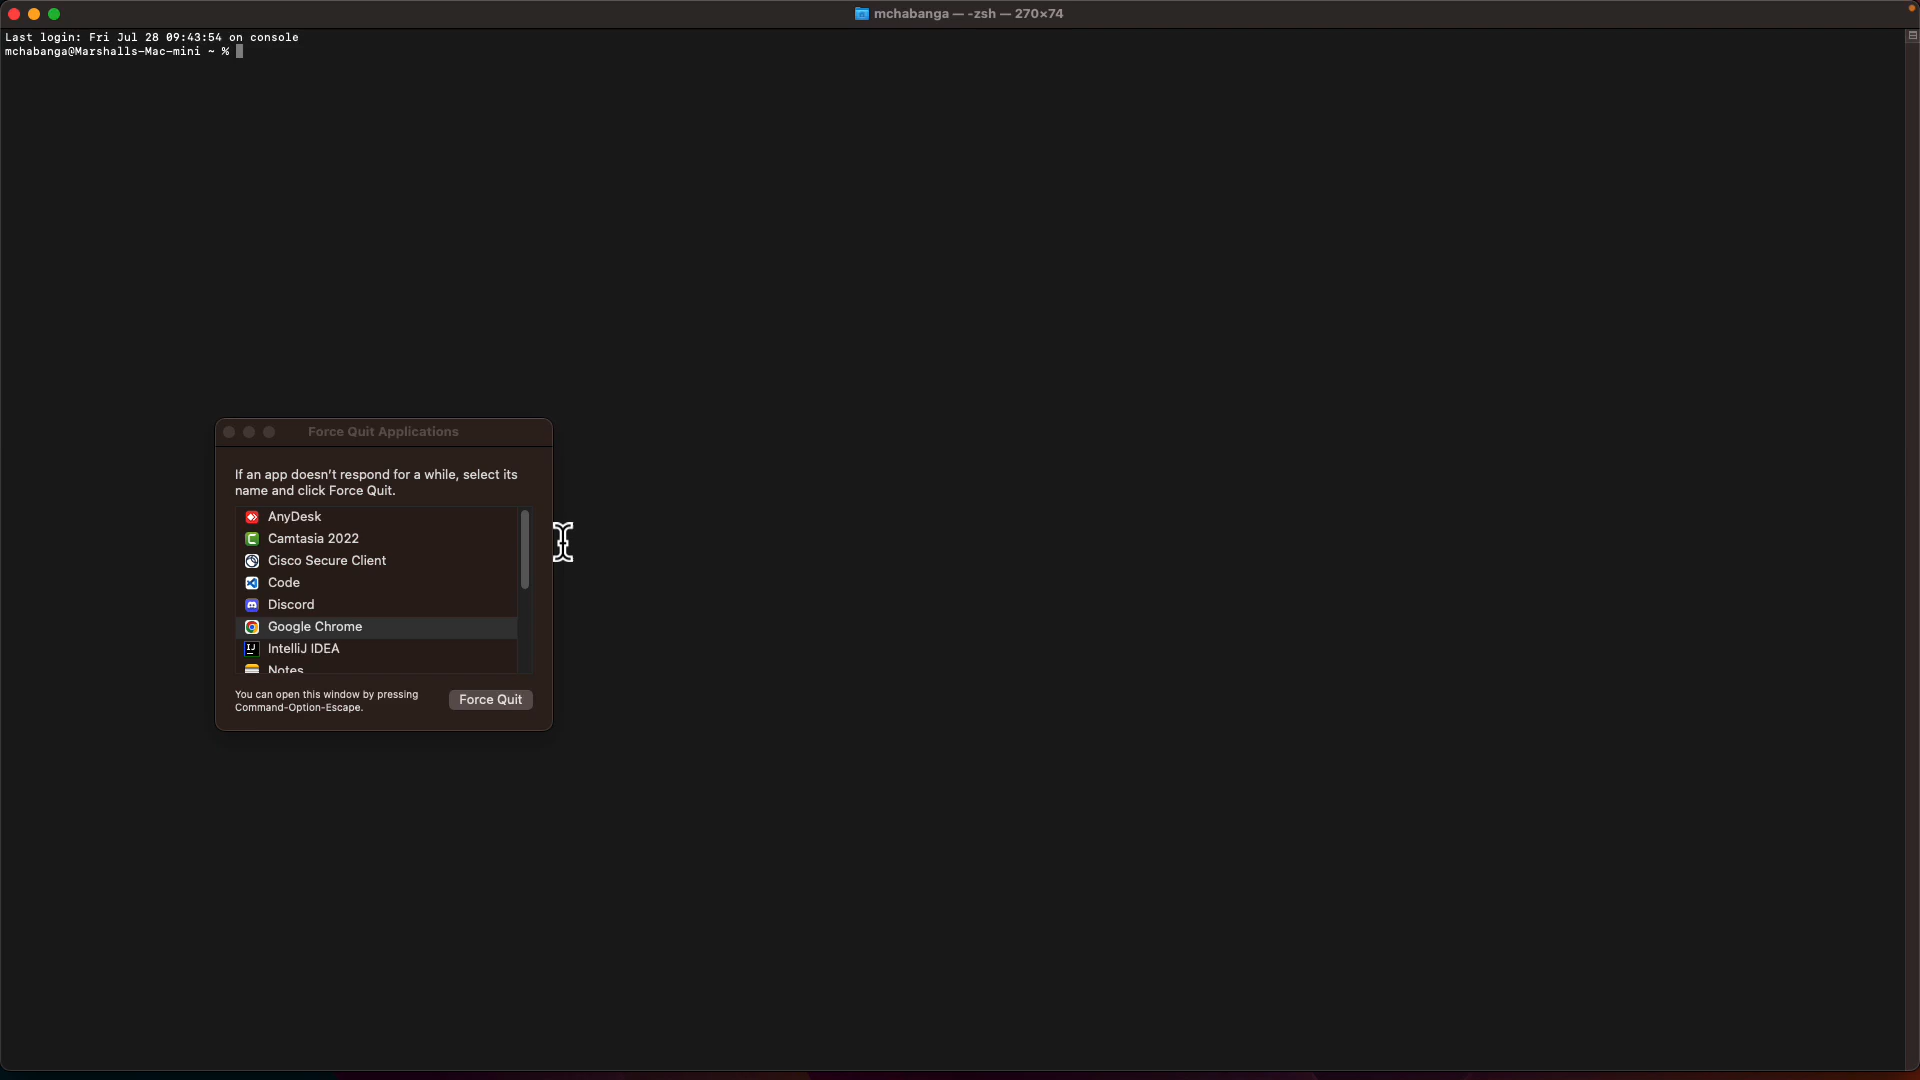 mchabanga — -zsh — 270×74
Last login: Fri Jul 28 09:43:54 on console
mchabanga@Marshalls-Mac-mini ~ %
Force Quit Applications
If an app doesn't respond for a while, select its
name and click Force Quit.
AnyDesk
Camtasia 2022
Cisco Secure Client
Code
Discord
Google Chrome
IntelliJ IDEA
Notes
You can open this window by pressing
Command-Option-Escape.
Force Quit